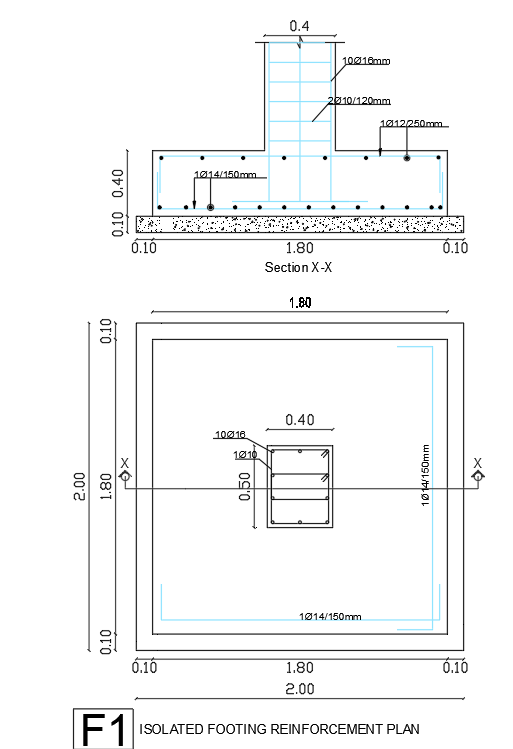 0.4
10Ø16mm
2Ø10/120mm
1Ø12/250mm
1Ø14/150mm
0.40
0.10
0.10 1.80 0.10
Section X-X
1.80
0.10
0.40
10Ø16
1Ø10
0.50
X X
1Ø14/150mm
2.00
1.80
1Ø14/150mm
0.10
0.10 1.80 0.10
2.00
F1 ISOLATED FOOTING REINFORCEMENT PLAN